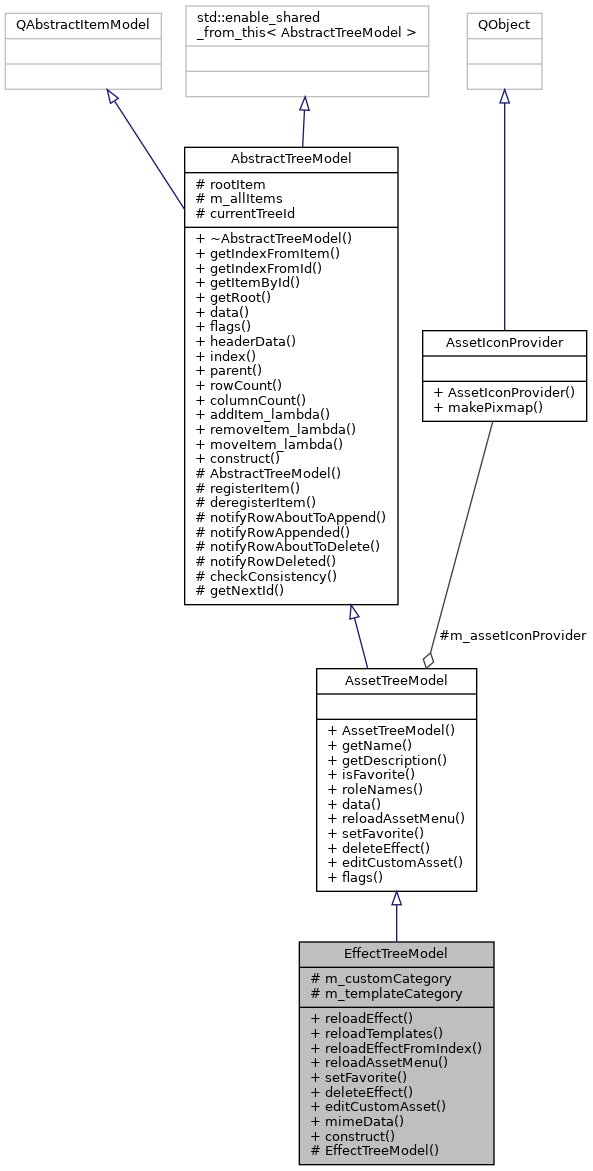 QAbstractItemModel
std::enable_shared
_from_this< AbstractTreeModel >
QObject
AbstractTreeModel
# rootItem
# m_allItems
# currentTreeId
+ ~AbstractTreeModel()
+ getIndexFromItem()
+ getIndexFromId()
+ getItemById()
+ getRoot()
+ data()
+ flags()
+ headerData()
+ index()
+ parent()
+ rowCount()
+ columnCount()
+ addItem_lambda()
+ removeItem_lambda()
+ moveItem_lambda()
+ construct()
# AbstractTreeModel()
# registerItem()
# deregisterItem()
# notifyRowAboutToAppend()
# notifyRowAppended()
# notifyRowAboutToDelete()
# notifyRowDeleted()
# checkConsistency()
# getNextId()
AssetIconProvider
+ AssetIconProvider()
+ makePixmap()
#m_assetIconProvider
AssetTreeModel
+ AssetTreeModel()
+ getName()
+ getDescription()
+ isFavorite()
+ roleNames()
+ data()
+ reloadAssetMenu()
+ setFavorite()
+ deleteEffect()
+ editCustomAsset()
+ flags()
EffectTreeModel
# m_customCategory
# m_templateCategory
+ reloadEffect()
+ reloadTemplates()
+ reloadEffectFromIndex()
+ reloadAssetMenu()
+ setFavorite()
+ deleteEffect()
+ editCustomAsset()
+ mimeData()
+ construct()
# EffectTreeModel()